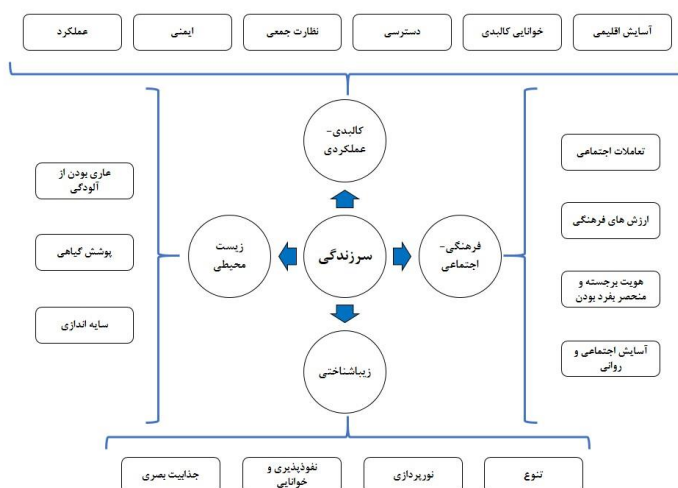 آسایش اقلیمی
خوانایی کالبدی
دسترسی
نظارت جمعی
ایمنی
عملکرد
کالبدی-
عملکردی
تعاملات اجتماعی
ارزش های فرهنگی
هویت برجسته و
منحصر بفرد بودن
آسایش اجتماعی و
روانی
فرهنگی-
اجتماعی
سرزندگی
زیست
محیطی
عاری بودن از
آلودگی
پوشش گیاهی
سایه اندازی
زیباشناختی
تنوع
نورپردازی
نفوذپذیری و
خوانایی
جذابیت بصری